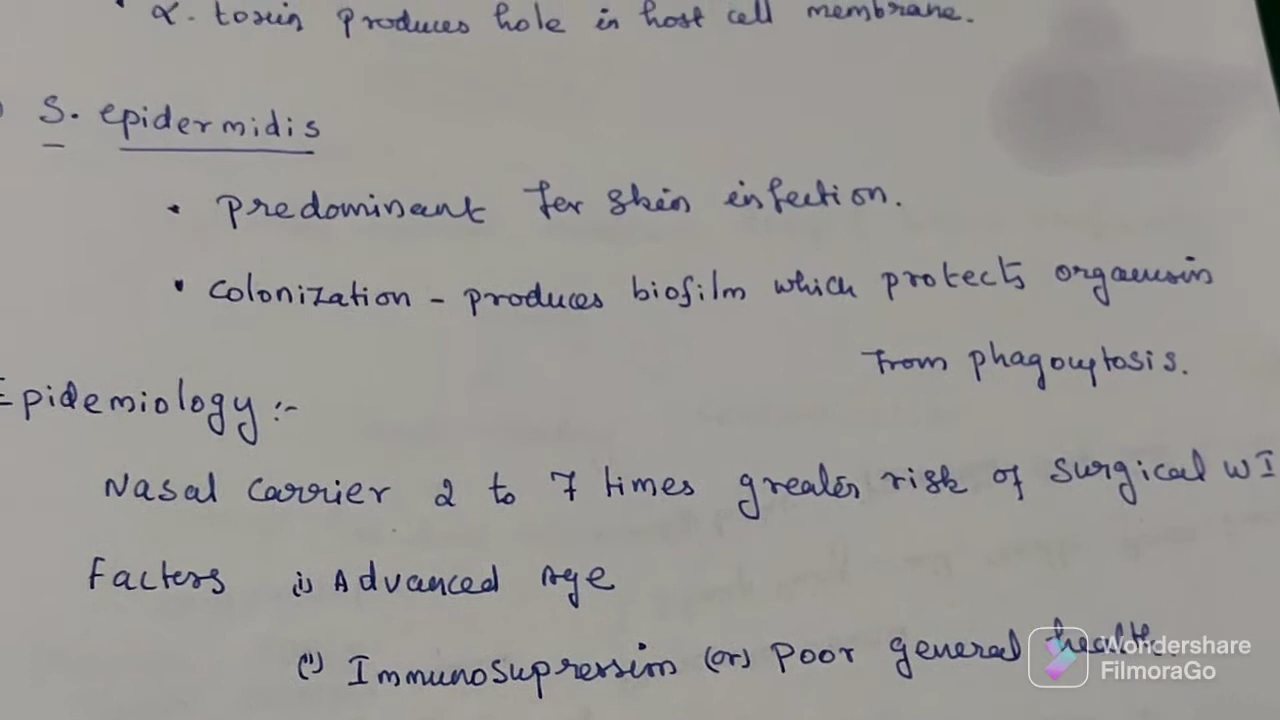 α. toxin produces hole in host cell membrane.
S. epidermidis
• predominant for skin infection.
• colonization - produces biofilm which protects organism
from phagocytosis.
Epidemiology :-
Nasal carrier 2 to 7 times greater risk of surgical WI
Factors (i) Advanced Age
(ii) Immunosupression (or) poor general health
Wondershare
FilmoraGo